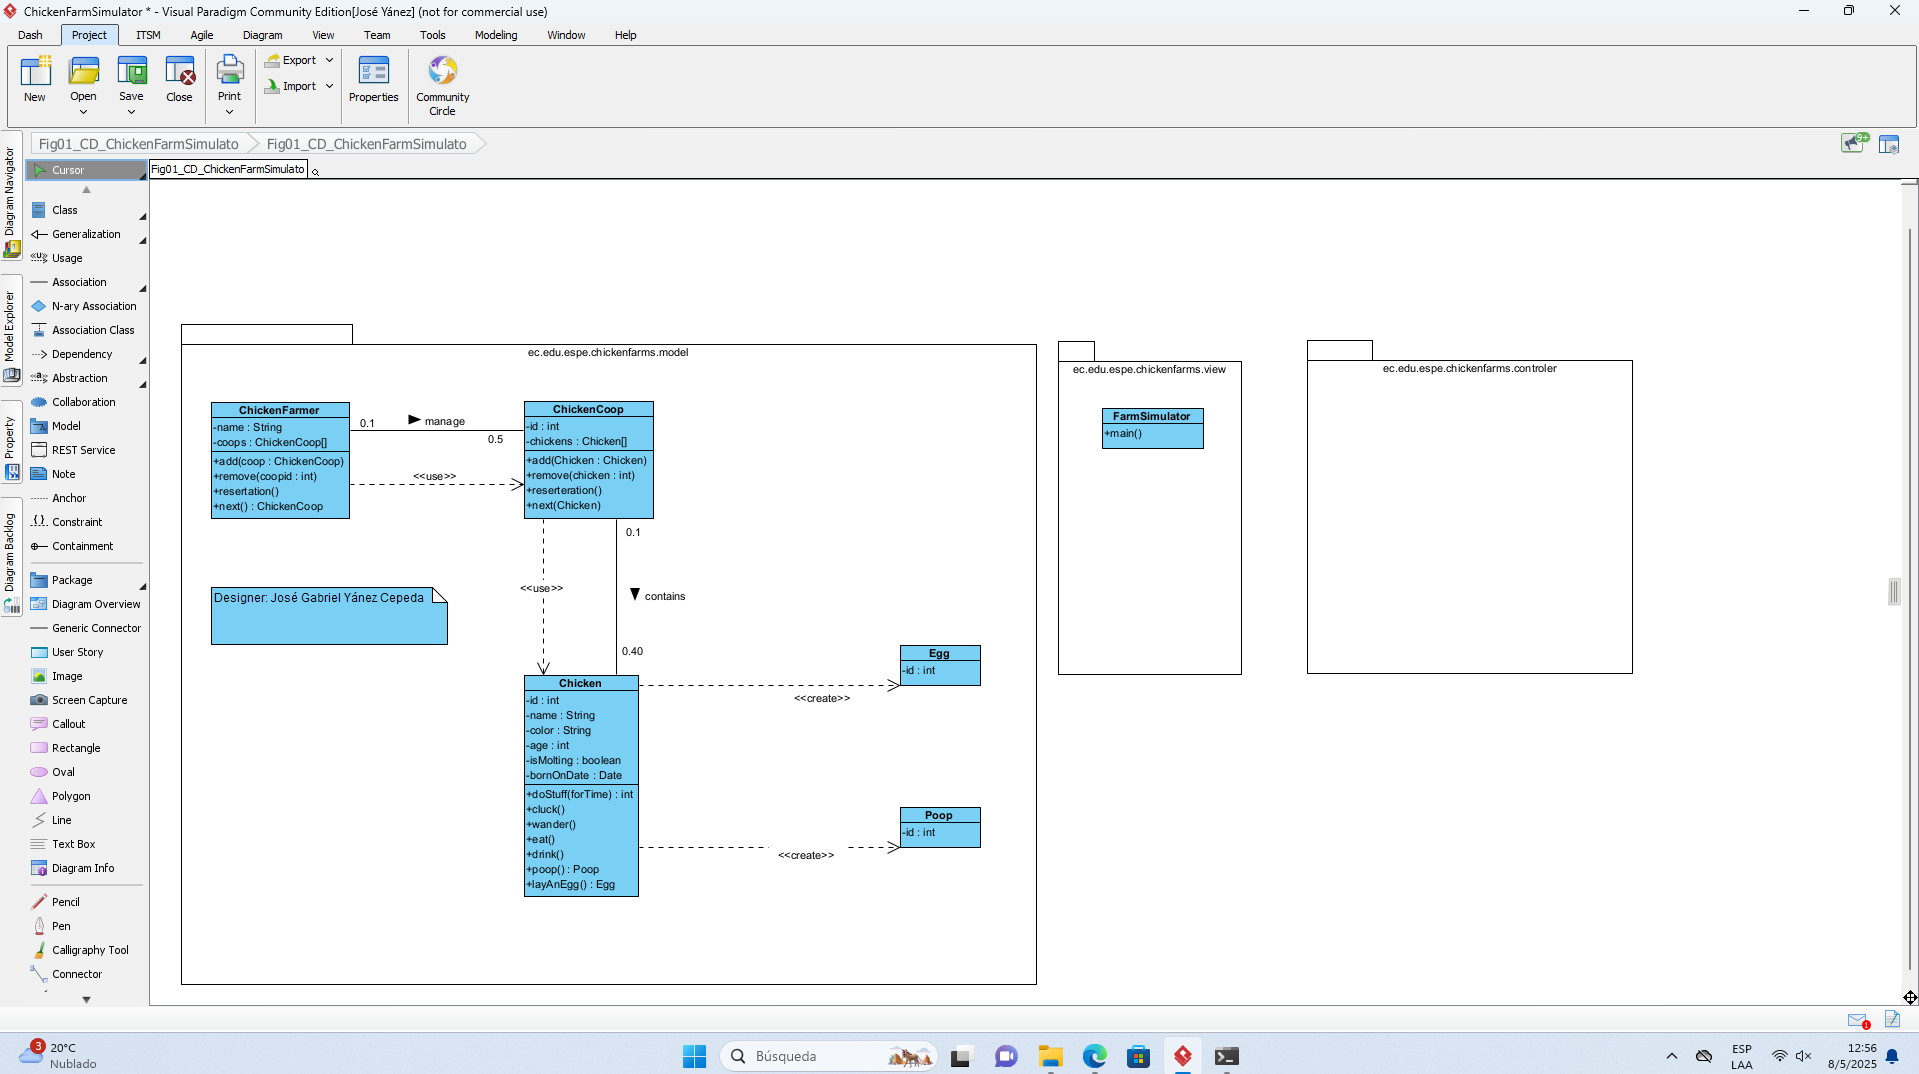 ChickenFarmSimulator * - Visual Paradigm Community Edition[José Yánez] (not for commercial use)
Dash Project ITSM Agile Diagram View Team Tools Modeling Window Help
New Open Save Close Print Export Import Properties Community Circle
Fig01_CD_ChickenFarmSimulato Fig01_CD_ChickenFarmSimulato
9+
Diagram Navigator
Model Explorer
Property
Diagram Backlog
Cursor
Fig01_CD_ChickenFarmSimulato
Class
Generalization
Usage
Association
N-ary Association
Association Class
Dependency
Abstraction
Collaboration
Model
REST Service
Note
Anchor
Constraint
Containment
Package
Diagram Overview
Generic Connector
User Story
Image
Screen Capture
Callout
Rectangle
Oval
Polygon
Line
Text Box
Diagram Info
Pencil
Pen
Calligraphy Tool
Connector
ec.edu.espe.chickenfarms.model
ChickenFarmer
-name : String
-coops : ChickenCoop[]
+add(coop : ChickenCoop)
+remove(coopid : int)
+resertation()
+next() : ChickenCoop
0.1
manage
0.5
<<use>>
ChickenCoop
-id : int
-chickens : Chicken[]
+add(Chicken : Chicken)
+remove(chicken : int)
+reserteration()
+next(Chicken)
0.1
<<use>>
contains
0.40
Designer: José Gabriel Yánez Cepeda
Chicken
-id : int
-name : String
-color : String
-age : int
-isMolting : boolean
-bornOnDate : Date
+doStuff(forTime) : int
+cluck()
+wander()
+eat()
+drink()
+poop() : Poop
+layAnEgg() : Egg
<<create>>
Egg
-id : int
<<create>>
Poop
-id : int
ec.edu.espe.chickenfarms.view
FarmSimulator
+main()
ec.edu.espe.chickenfarms.controler
1
3
20°C
Nublado
Búsqueda
ESP
LAA
12:56
8/5/2025